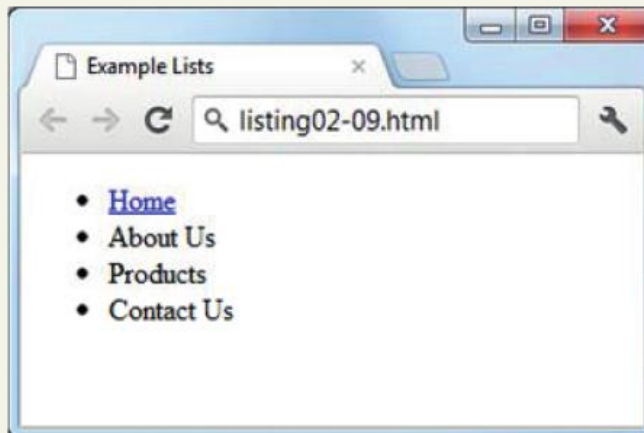 Example Lists
listing02-09.html
Home
About Us
Products
Contact Us